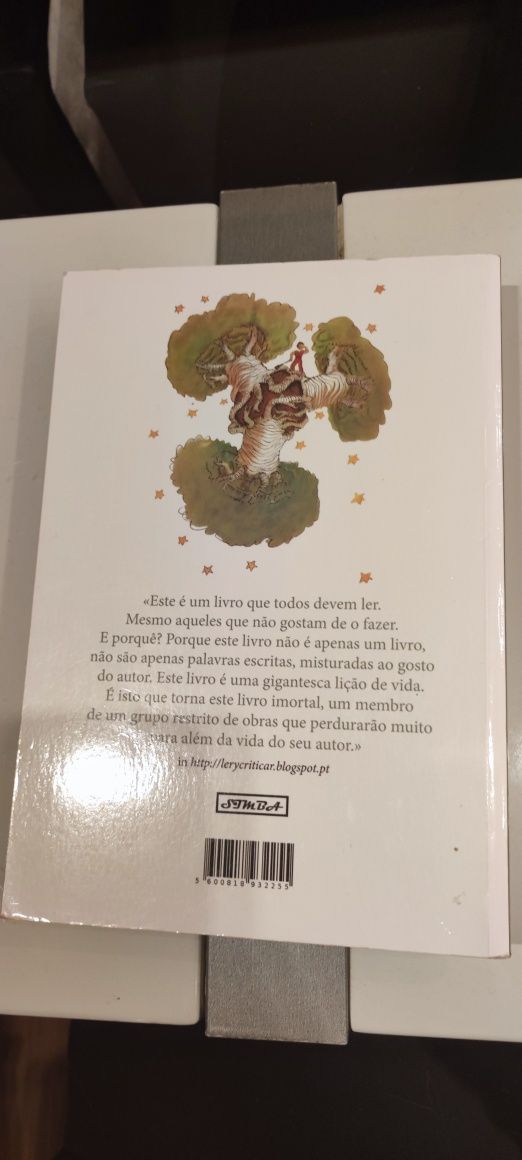 «Este é um livro que todos devem ler.
Mesmo aqueles que não gostam de o fazer.
E porquê? Porque este livro não é apenas um livro,
não são apenas palavras escritas, misturadas ao gosto
do autor. Este livro é uma gigantesca lição de vida.
É isto que torna este livro imortal, um membro
de um grupo restrito de obras que perdurarão muito
para além da vida do seu autor.»
in http://lerycriticar.blogspot.pt
SIMBA
5 600818 932255